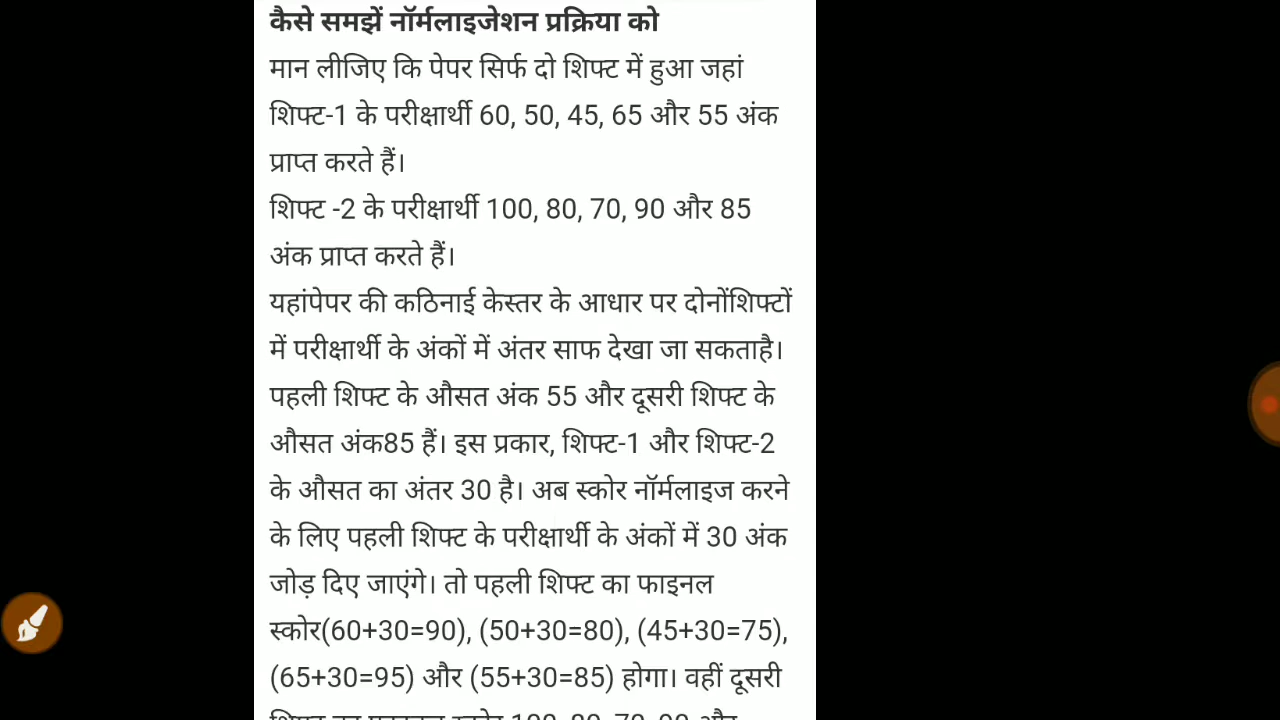 कैसे समझें नॉर्मलाइजेशन प्रक्रिया को
मान लीजिए कि पेपर सिर्फ दो शिफ्ट में हुआ जहां
शिफ्ट-1 के परीक्षार्थी 60, 50, 45, 65 और 55 अंक
प्राप्त करते हैं।
शिफ्ट -2 के परीक्षार्थी 100, 80, 70, 90 और 85
अंक प्राप्त करते हैं।
यहांपेपर की कठिनाई केस्तर के आधार पर दोनोंशिफ्टों
में परीक्षार्थी के अंकों में अंतर साफ देखा जा सकताहै।
पहली शिफ्ट के औसत अंक 55 और दूसरी शिफ्ट के
औसत अंक85 हैं। इस प्रकार, शिफ्ट-1 और शिफ्ट-2
के औसत का अंतर 30 है। अब स्कोर नॉर्मलाइज करने
के लिए पहली शिफ्ट के परीक्षार्थी के अंकों में 30 अंक
जोड़ दिए जाएंगे। तो पहली शिफ्ट का फाइनल
स्कोर(60+30=90), (50+30=80), (45+30=75),
(65+30=95) और (55+30=85) होगा। वहीं दूसरी